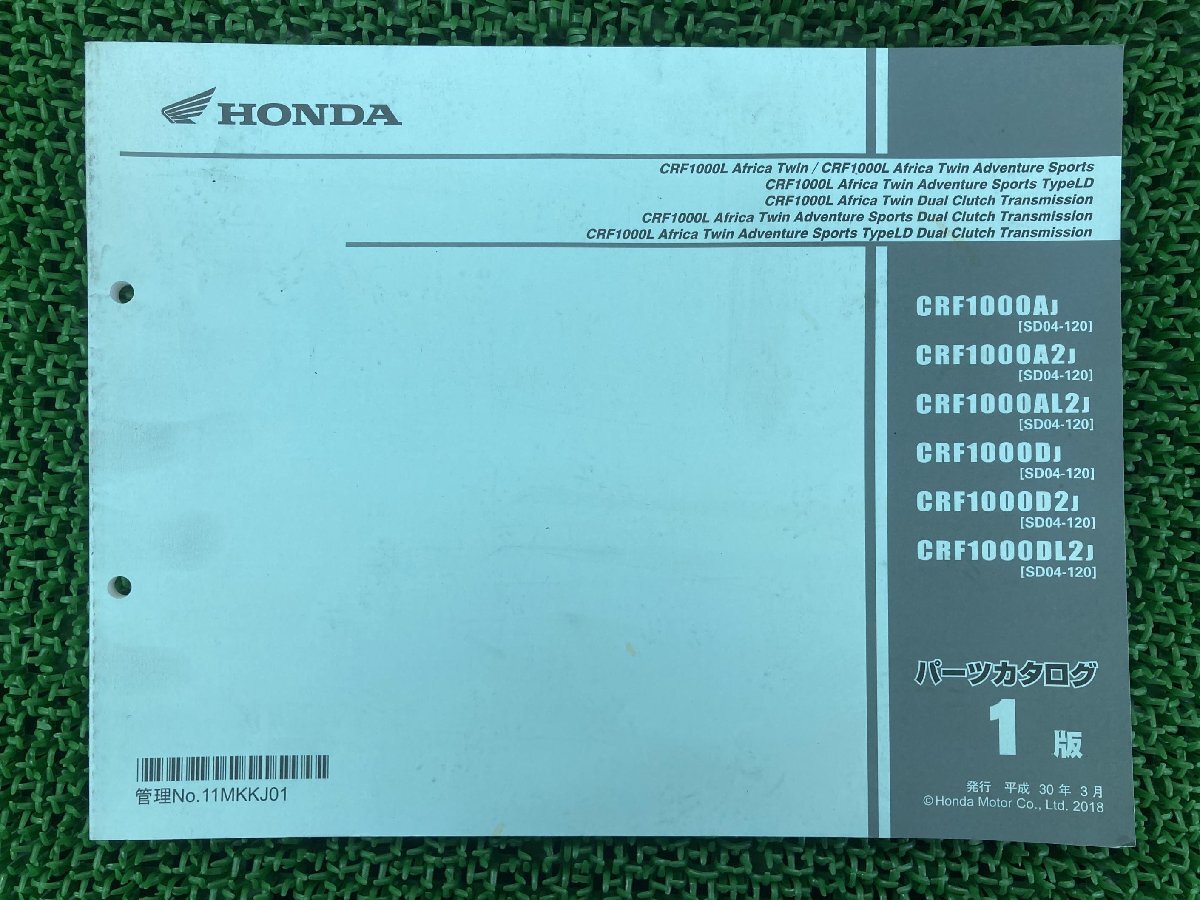 HONDA
CRF1000L Africa Twin / CRF1000L Africa Twin Adventure Sports
CRF1000L Africa Twin Adventure Sports TypeLD
CRF1000L Africa Twin Dual Clutch Transmission
CRF1000L Africa Twin Adventure Sports Dual Clutch Transmission
CRF1000L Africa Twin Adventure Sports TypeLD Dual Clutch Transmission
CRF1000AJ
[SD04-120]
CRF1000A2J
[SD04-120]
CRF1000AL2J
[SD04-120]
CRF1000DJ
[SD04-120]
CRF1000D2J
[SD04-120]
CRF1000DL2J
[SD04-120]
パーツカタログ
1 版
発行 平成 30 年 3 月
©Honda Motor Co., Ltd. 2018
管理No.11MKKJ01